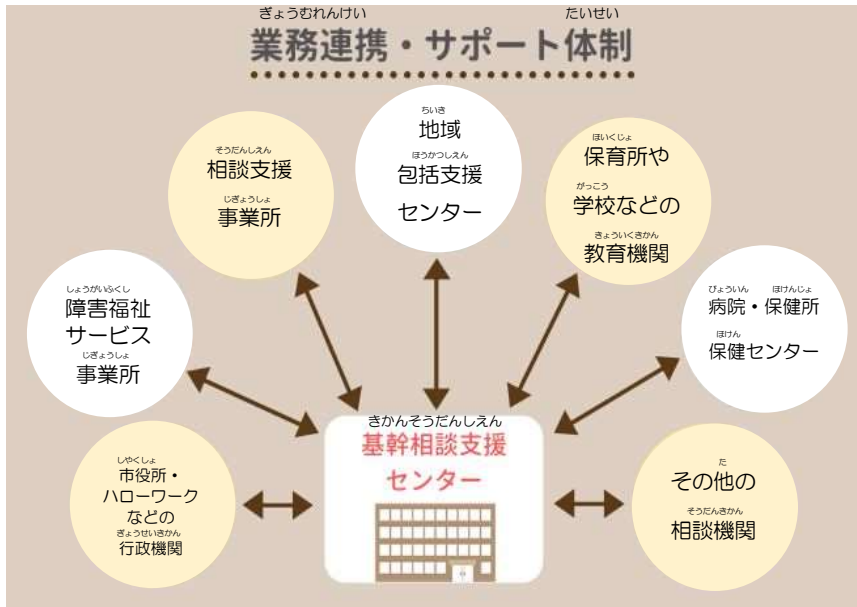 ぎょうむれんけい たいせい
業務連携・サポート体制
ちいき
地域
ほうかつしえん
包括支援
センター
そうだんしえん
相談支援
じぎょうしょ
事業所
ほいくじょ
保育所や
がっこう
学校などの
きょういくきかん
教育機関
しょうがいふくし
障害福祉
サービス
じぎょうしょ
事業所
びょういん ほけんじょ
病院・保健所
ほけん
保健センター
きかんそうだんしえん
基幹相談支援
センター
しやくしょ
市役所・
ハローワーク
などの
ぎょうせいきかん
行政機関
た
その他の
そうだんきかん
相談機関